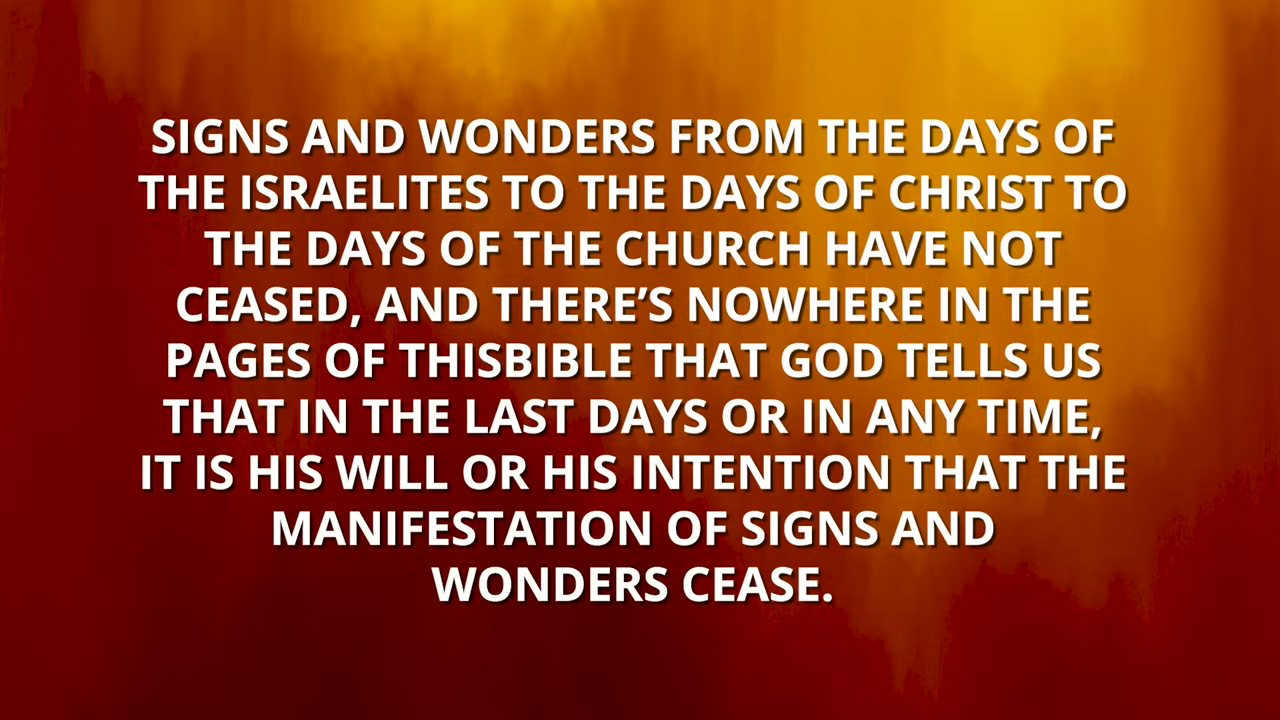 SIGNS AND WONDERS FROM THE DAYS OF
THE ISRAELITES TO THE DAYS OF CHRIST TO
THE DAYS OF THE CHURCH HAVE NOT
CEASED, AND THERE’S NOWHERE IN THE
PAGES OF THISBIBLE THAT GOD TELLS US
THAT IN THE LAST DAYS OR IN ANY TIME,
IT IS HIS WILL OR HIS INTENTION THAT THE
MANIFESTATION OF SIGNS AND
WONDERS CEASE.